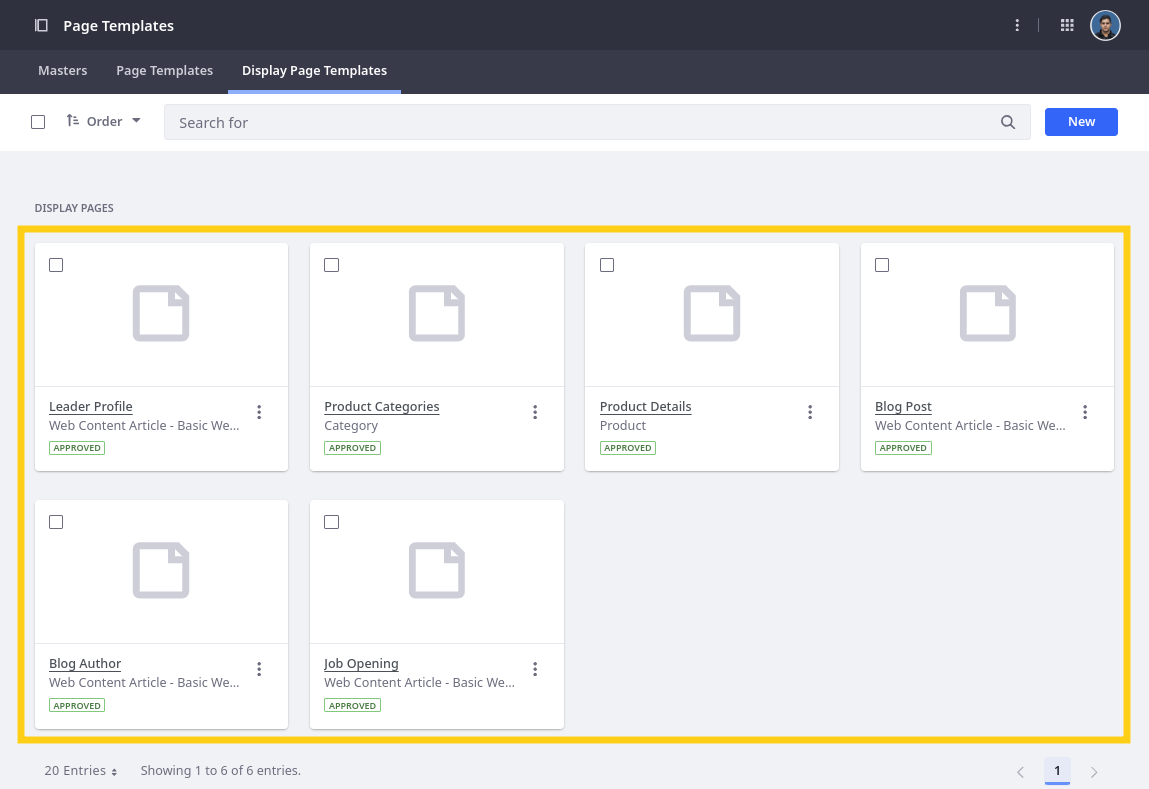 Page Templates
Masters Page Templates Display Page Templates
Order Search for New
DISPLAY PAGES
Leader Profile
Web Content Article - Basic We...
APPROVED
Product Categories
Category
APPROVED
Product Details
Product
APPROVED
Blog Post
Web Content Article - Basic We...
APPROVED
Blog Author
Web Content Article - Basic We...
APPROVED
Job Opening
Web Content Article - Basic We...
APPROVED
20 Entries Showing 1 to 6 of 6 entries. 1